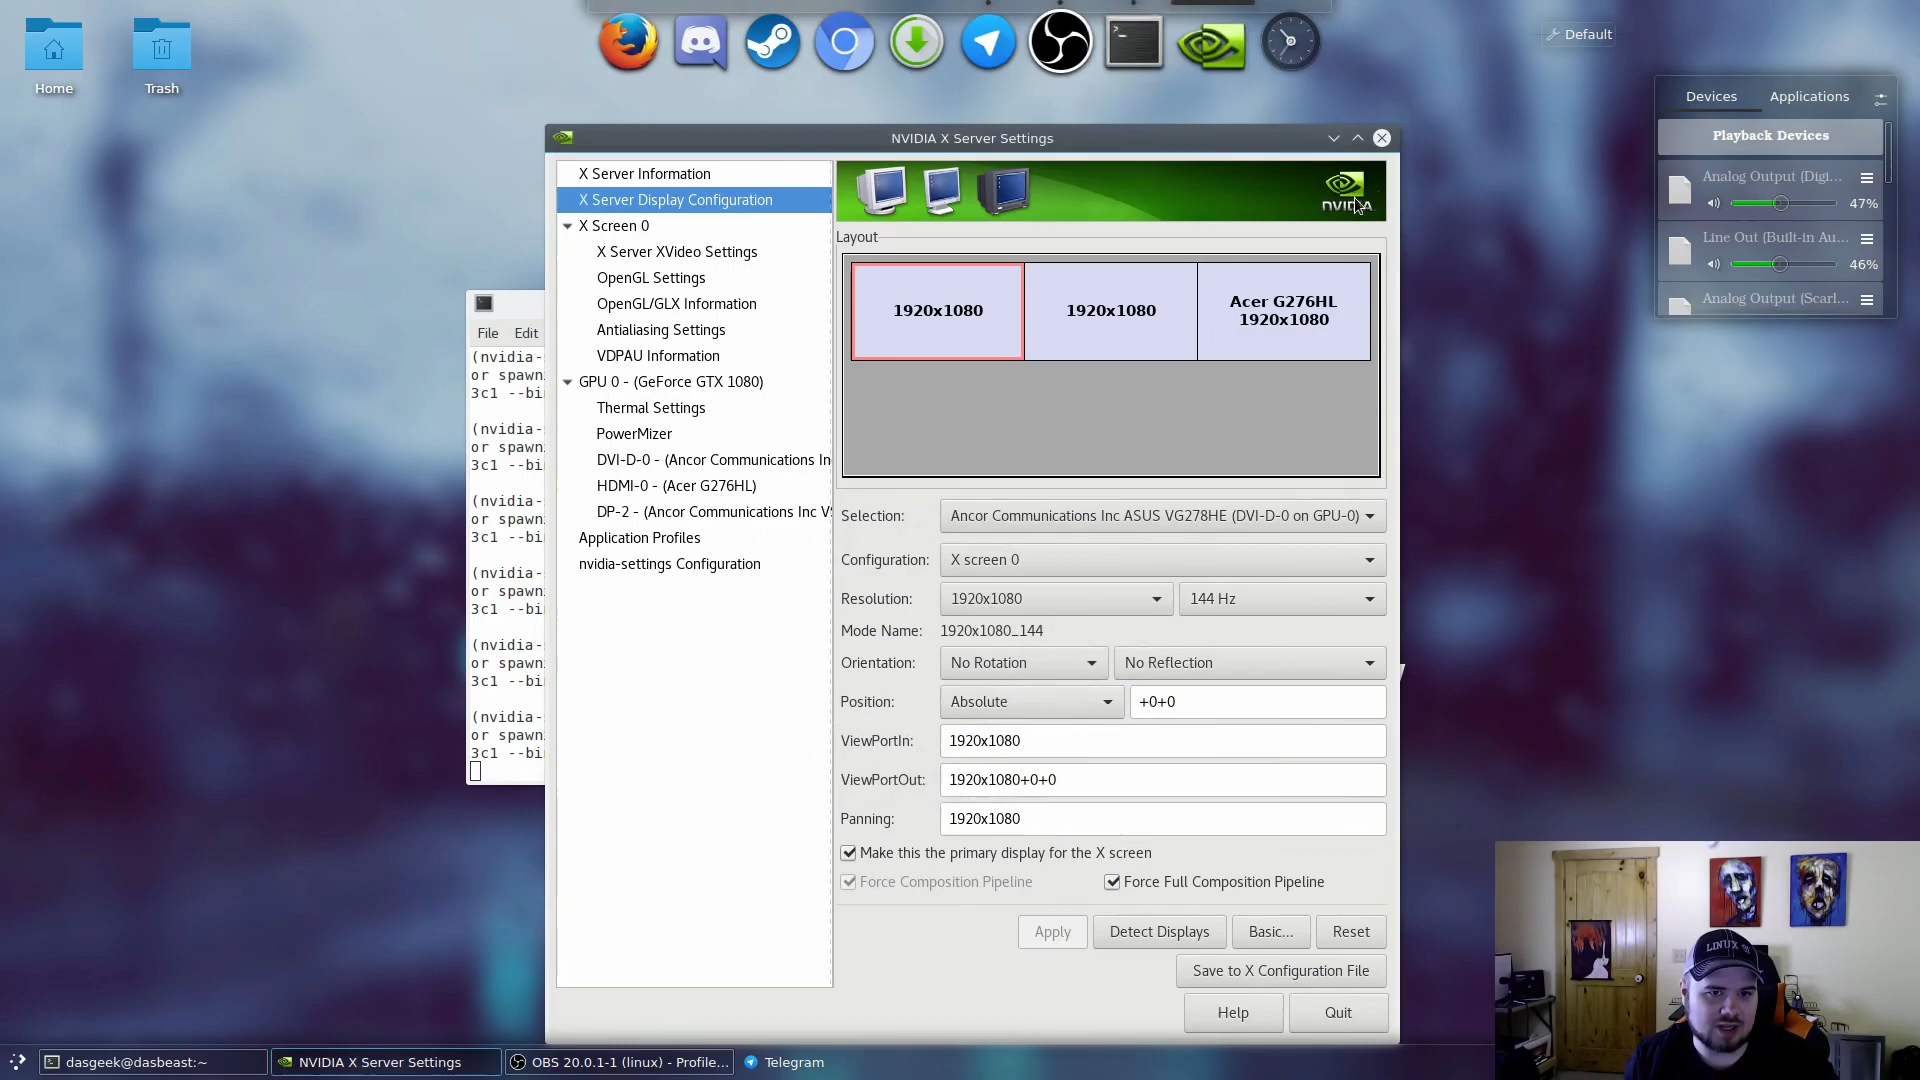 Home
Trash
Default
Devices
Applications
Playback Devices
Analog Output (Digi...
47%
Line Out (Built-in Au...
46%
Analog Output (Scarl...
NVIDIA X Server Settings
X Server Information
X Server Display Configuration
X Screen 0
X Server XVideo Settings
OpenGL Settings
OpenGL/GLX Information
Antialiasing Settings
VDPAU Information
GPU 0 - (GeForce GTX 1080)
Thermal Settings
PowerMizer
DVI-D-0 - (Ancor Communications In
HDMI-0 - (Acer G276HL)
DP-2 - (Ancor Communications Inc VS
Application Profiles
nvidia-settings Configuration
File Edit
(nvidia-
or spawn
3c1 --bi
(nvidia-
or spawn
3c1 --bi
(nvidia-
or spawn
3c1 --bi
(nvidia-
or spawn
3c1 --bi
(nvidia-
or spawn
3c1 --bi
(nvidia-
or spawn
3c1 --bi
NVIDIA
Layout
1920x1080
1920x1080
Acer G276HL
1920x1080
Selection: Ancor Communications Inc ASUS VG278HE (DVI-D-0 on GPU-0)
Configuration: X screen 0
Resolution: 1920x1080 144 Hz
Mode Name: 1920x1080_144
Orientation: No Rotation No Reflection
Position: Absolute +0+0
ViewPortIn: 1920x1080
ViewPortOut: 1920x1080+0+0
Panning: 1920x1080
Make this the primary display for the X screen
Force Composition Pipeline Force Full Composition Pipeline
Apply Detect Displays Basic... Reset
Save to X Configuration File
Help Quit
LINUX
dasgeek@dasbeast:~
NVIDIA X Server Settings
OBS 20.0.1-1 (linux) - Profile...
Telegram